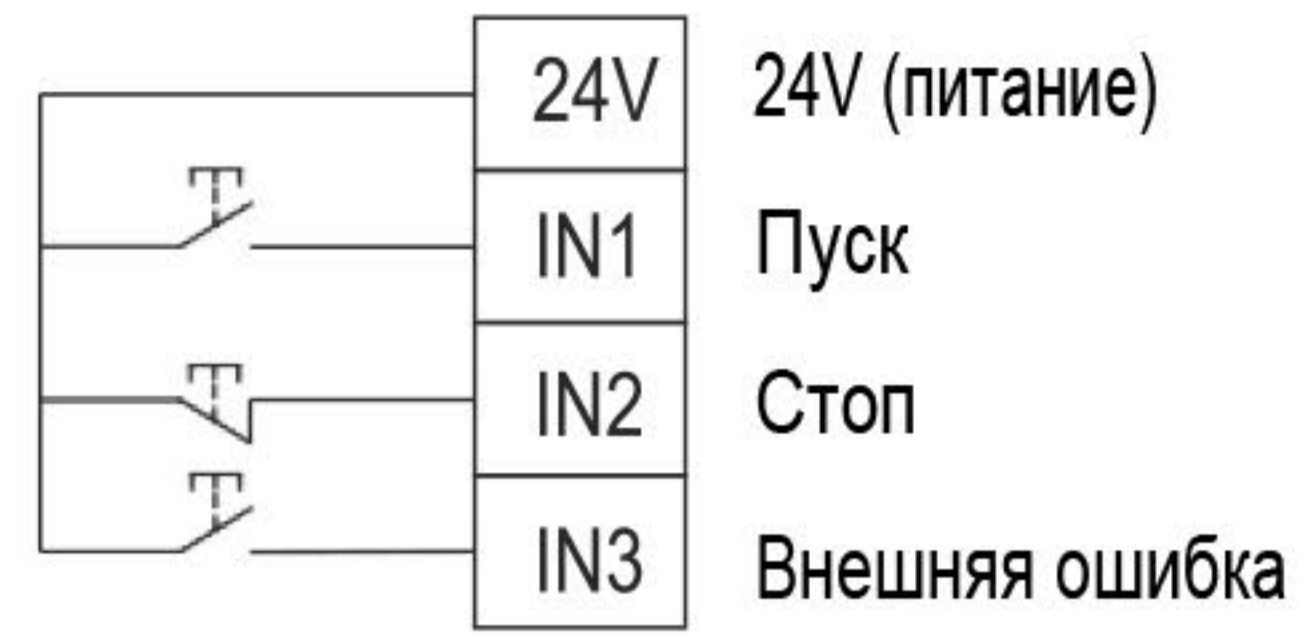 24V 24V (питание)
IN1 Пуск
IN2 Стоп
IN3 Внешняя ошибка